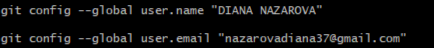 git config --global user.name "DIANA NAZAROVA"
git config --global user.email "nazarovadiana37@gmail.com"